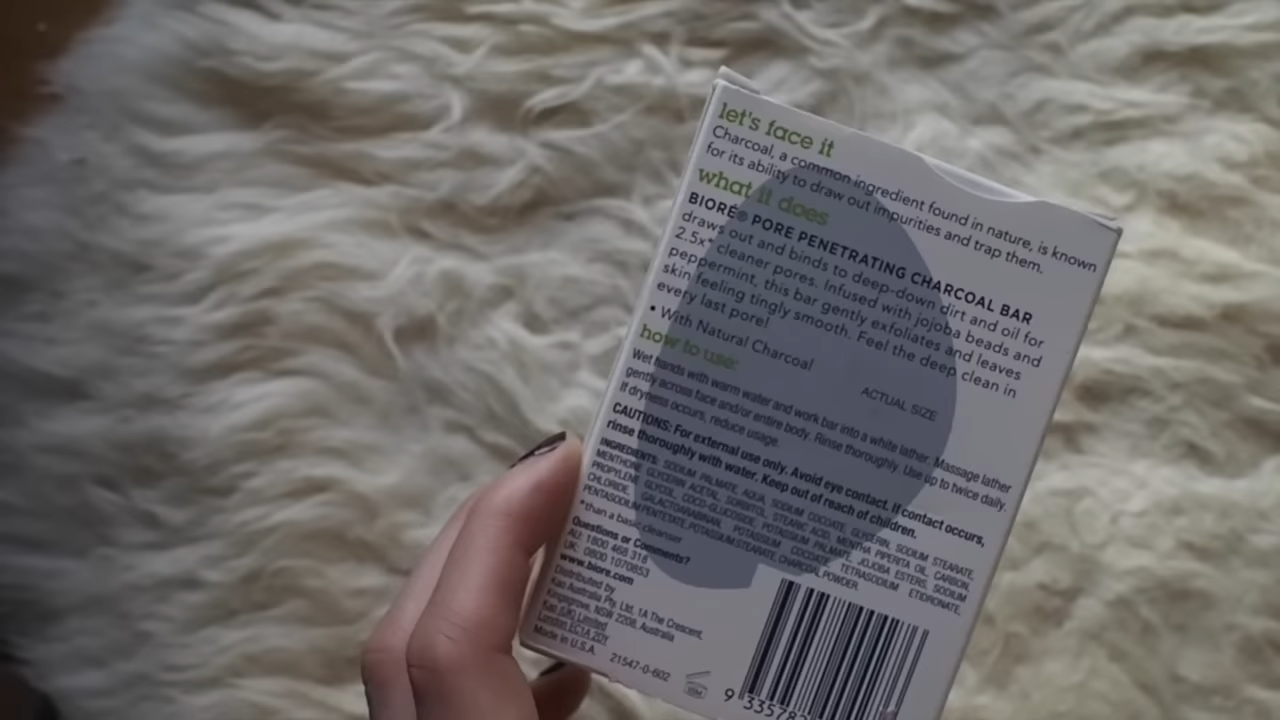 let's face it
Charcoal, a common ingredient found in nature, is known
for its ability to draw out impurities and trap them.
what it does
BIORÉ® PORE PENETRATING CHARCOAL BAR
draws out and binds to deep-down dirt and oil for
2.5x* cleaner pores. Infused with jojoba beads and
peppermint, this bar gently exfoliates and leaves
skin feeling tingly smooth. Feel the deep clean in
every last pore!
• With Natural Charcoal
ACTUAL SIZE
how to use:
Wet hands with warm water and work bar into a white lather. Massage lather
gently across face and/or entire body. Rinse thoroughly. Use up to twice daily.
If dryness occurs, reduce usage.
CAUTIONS: For external use only. Avoid eye contact. If contact occurs,
rinse thoroughly with water. Keep out of reach of children.
INGREDIENTS: SODIUM PALMATE, AQUA, SODIUM COCOATE, GLYSERIN, SODIUM STEARATE,
MENTHONE GLYCERIN ACETAL, SORBITOL, STEARIC ACID, MENTHA PIPERITA OIL, CARBON,
PROPYLENE GLYCOL, COCO-GLUCOSIDE, POTASSIUM PALMATE, JOJOBA ESTERS, SODIUM
CHLORIDE, GALACTOARABINAN, POTASSIUM COCOATE, TETRASODIUM ETIDRONATE,
PENTASODIUM PENTETATE, POTASSIUM STEARATE, CHARCOAL POWDER.
*than a basic cleanser
Questions or Comments?
AU: 1800 468 318
UK: 0800 1070853
www.biore.com
Distributed by
Kao Australia Pty. Ltd, 1A The Crescent,
Kingsgrove, NSW 2208, Australia
Kao (UK) Limited
London EC1A 2DY
Made in U.S.A.
21547-0-602
9 335782